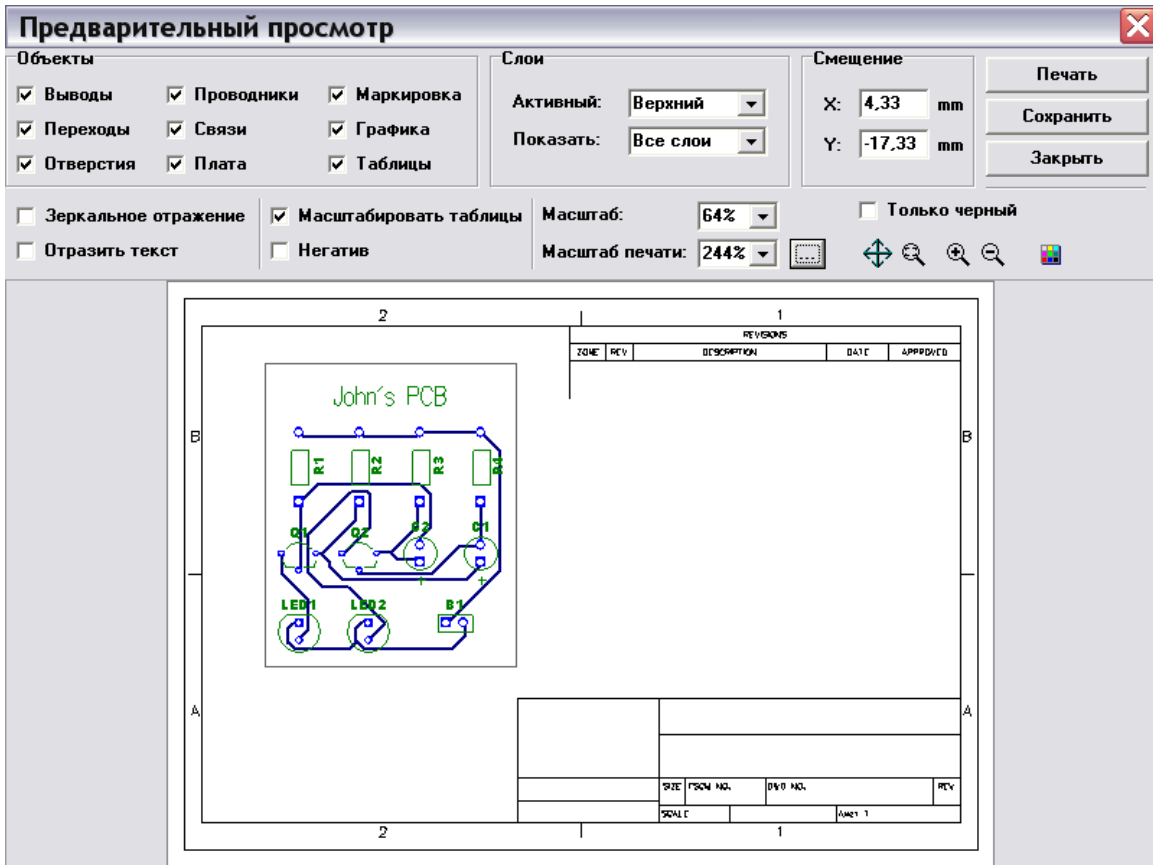 Предварительный просмотр
Объекты
Слои
Смещение
Выводы Проводники Маркировка
Переходы Связи Графика
Отверстия Плата Таблицы
Активный: Верхний
Показать: Все слои
X: 4,33 mm
Y: -17,33 mm
Печать
Сохранить
Закрыть
Зеркальное отражение
Отразить текст
Масштабировать таблицы
Негатив
Масштаб: 64%
Масштаб печати: 244%
Только черный
2 1
REVISIONS
ZONE REV DESCRIPTION DATE APPROVED
John's PCB
B B
R1 R2 R3 R4
Q1 Q2 C2 C1
+ +
LED1 LED2 B1
A A
SIZE FSCM NO. DWG NO. REV
SCALE Лист 1
2 1